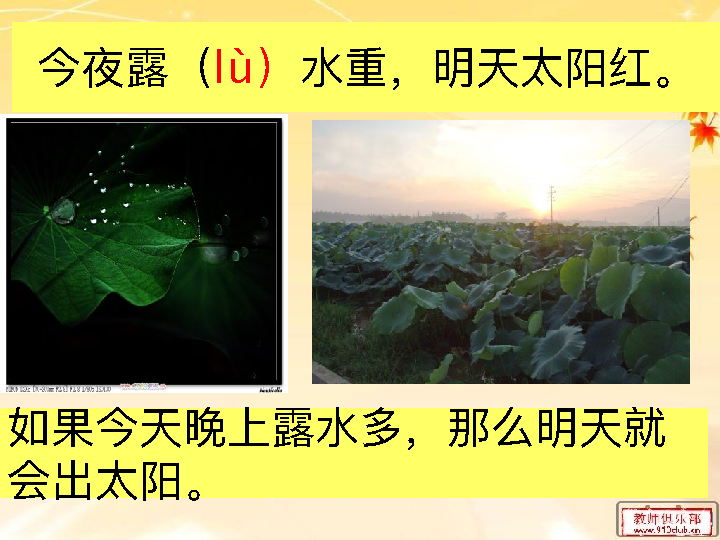 今夜露（lù）水重，明天太阳红。
如果今天晚上露水多，那么明天就
会出太阳。
教师俱乐部
www.910club.cn